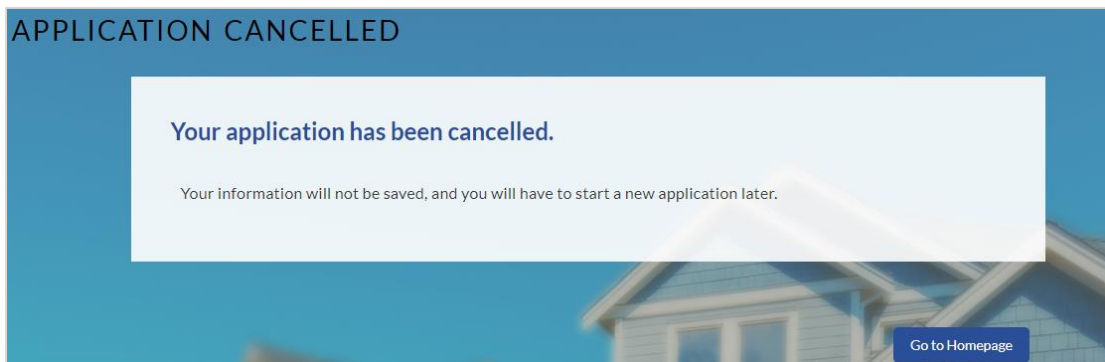 APPLICATION CANCELLED
Your application has been cancelled.
Your information will not be saved, and you will have to start a new application later.
Go to Homepage